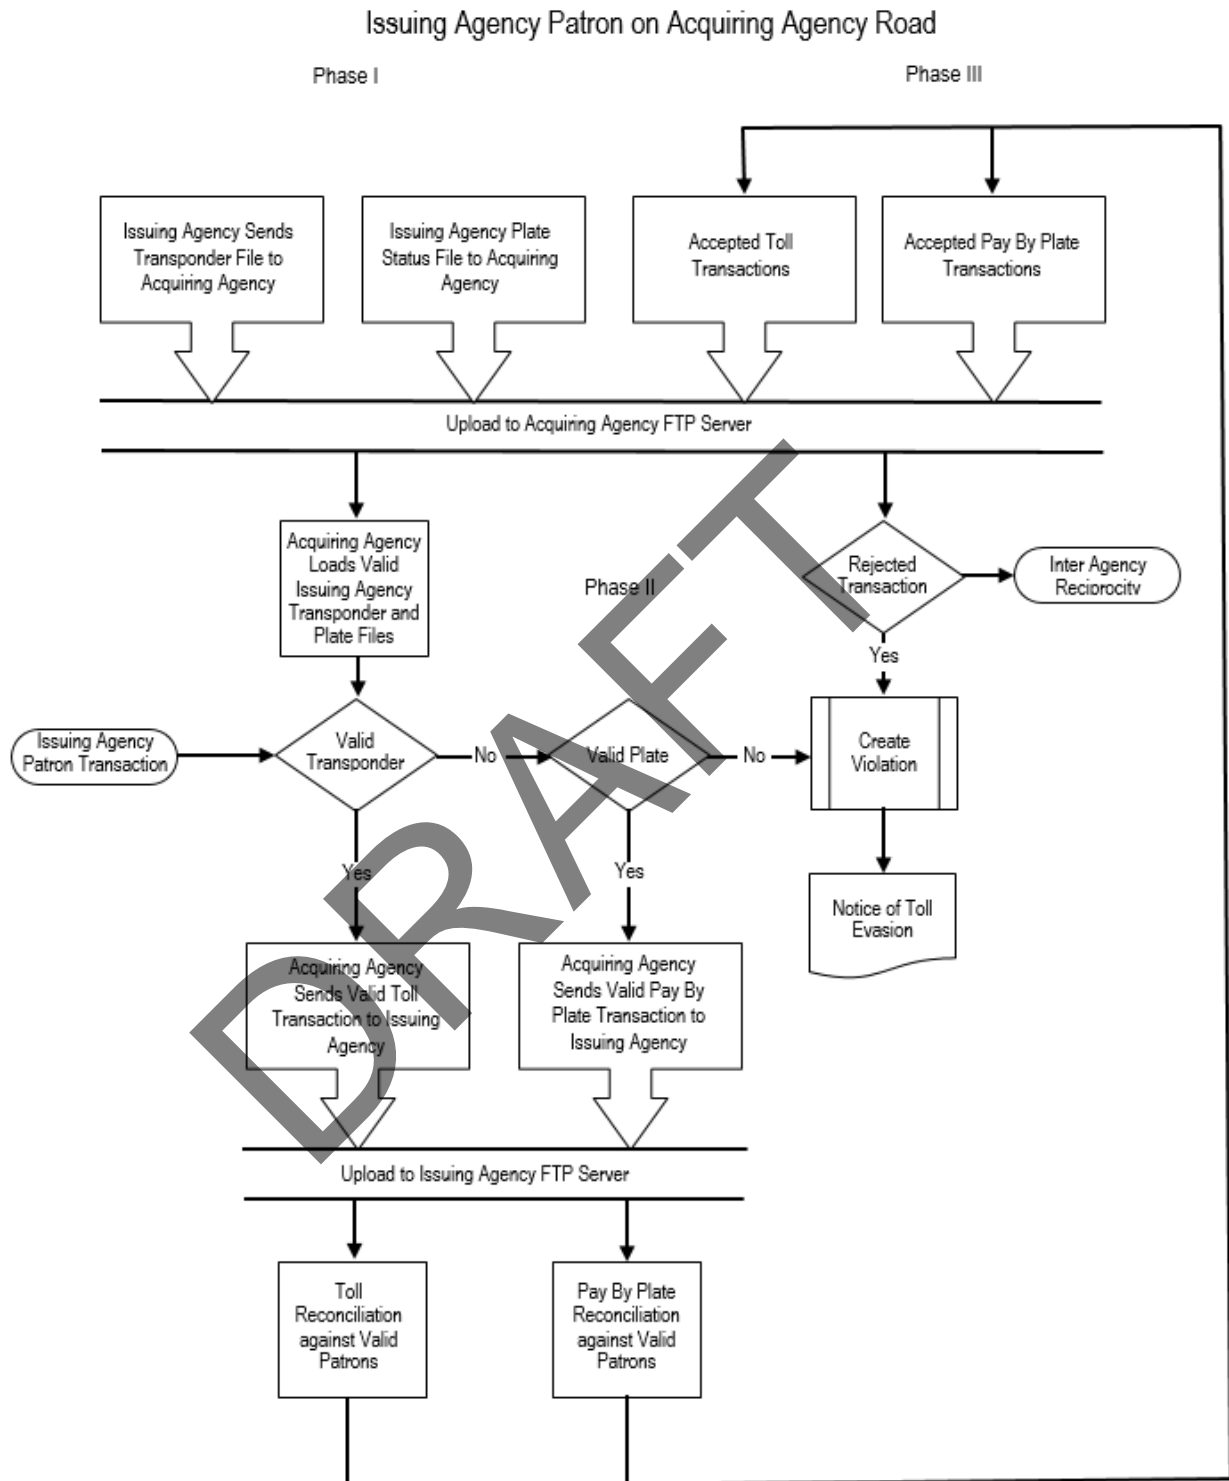 Issuing Agency Patron on Acquiring Agency Road
Phase I
Phase III
Issuing Agency Sends
Transponder File to
Acquiring Agency
Issuing Agency Plate
Status File to Acquiring
Agency
Accepted Toll
Transactions
Accepted Pay By Plate
Transactions
Upload to Acquiring Agency FTP Server
Acquiring Agency
Loads Valid
Issuing Agency
Transponder and
Plate Files
Phase II
Rejected
Transaction
Inter Agency
Reciprocity
Yes
Issuing Agency
Patron Transaction
Valid
Transponder
No
Valid Plate
No
Create
Violation
Yes
Yes
Notice of Toll
Evasion
Acquiring Agency
Sends Valid Toll
Transaction to Issuing
Agency
Acquiring Agency
Sends Valid Pay By
Plate Transaction to
Issuing Agency
Upload to Issuing Agency FTP Server
Toll
Reconciliation
against Valid
Patrons
Pay By Plate
Reconciliation
against Valid
Patrons
DRAFT